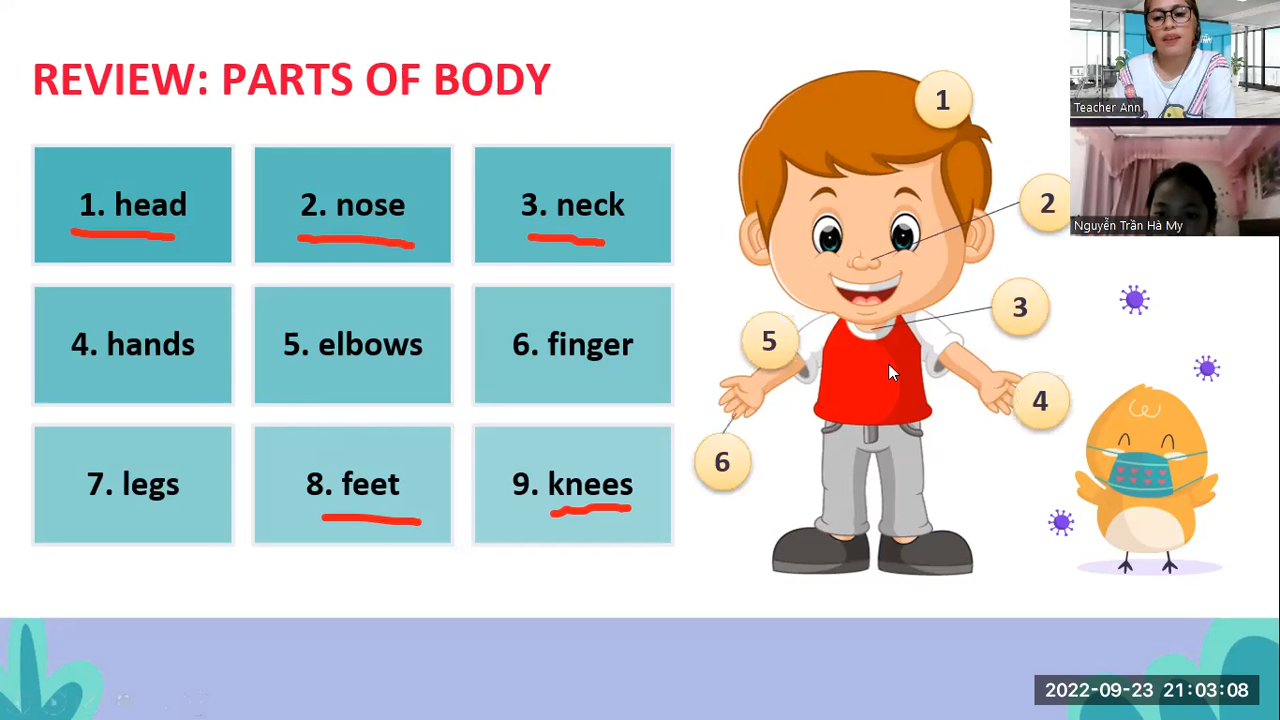 REVIEW: PARTS OF BODY
1. head
2. nose
3. neck
4. hands
5. elbows
6. finger
7. legs
8. feet
9. knees
1
2
3
4
5
6
Teacher Ann
Nguyễn Trần Hà My
2022-09-23 21:03:08